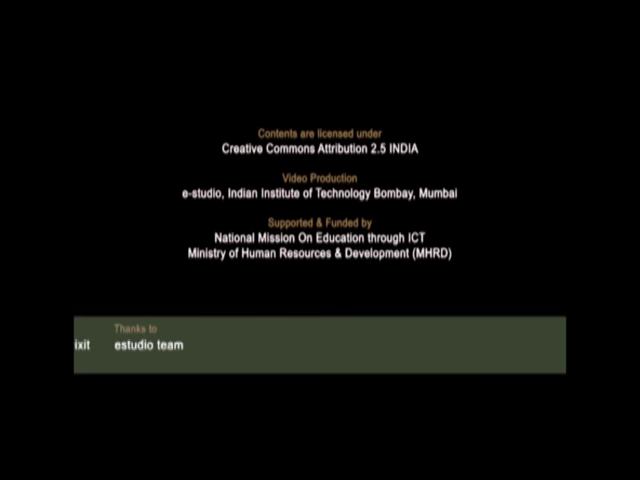 Contents are licensed under
Creative Commons Attribution 2.5 INDIA
Video Production
e-studio, Indian Institute of Technology Bombay, Mumbai
Supported & Funded by
National Mission On Education through ICT
Ministry of Human Resources & Development (MHRD)
Thanks to
ixit estudio team